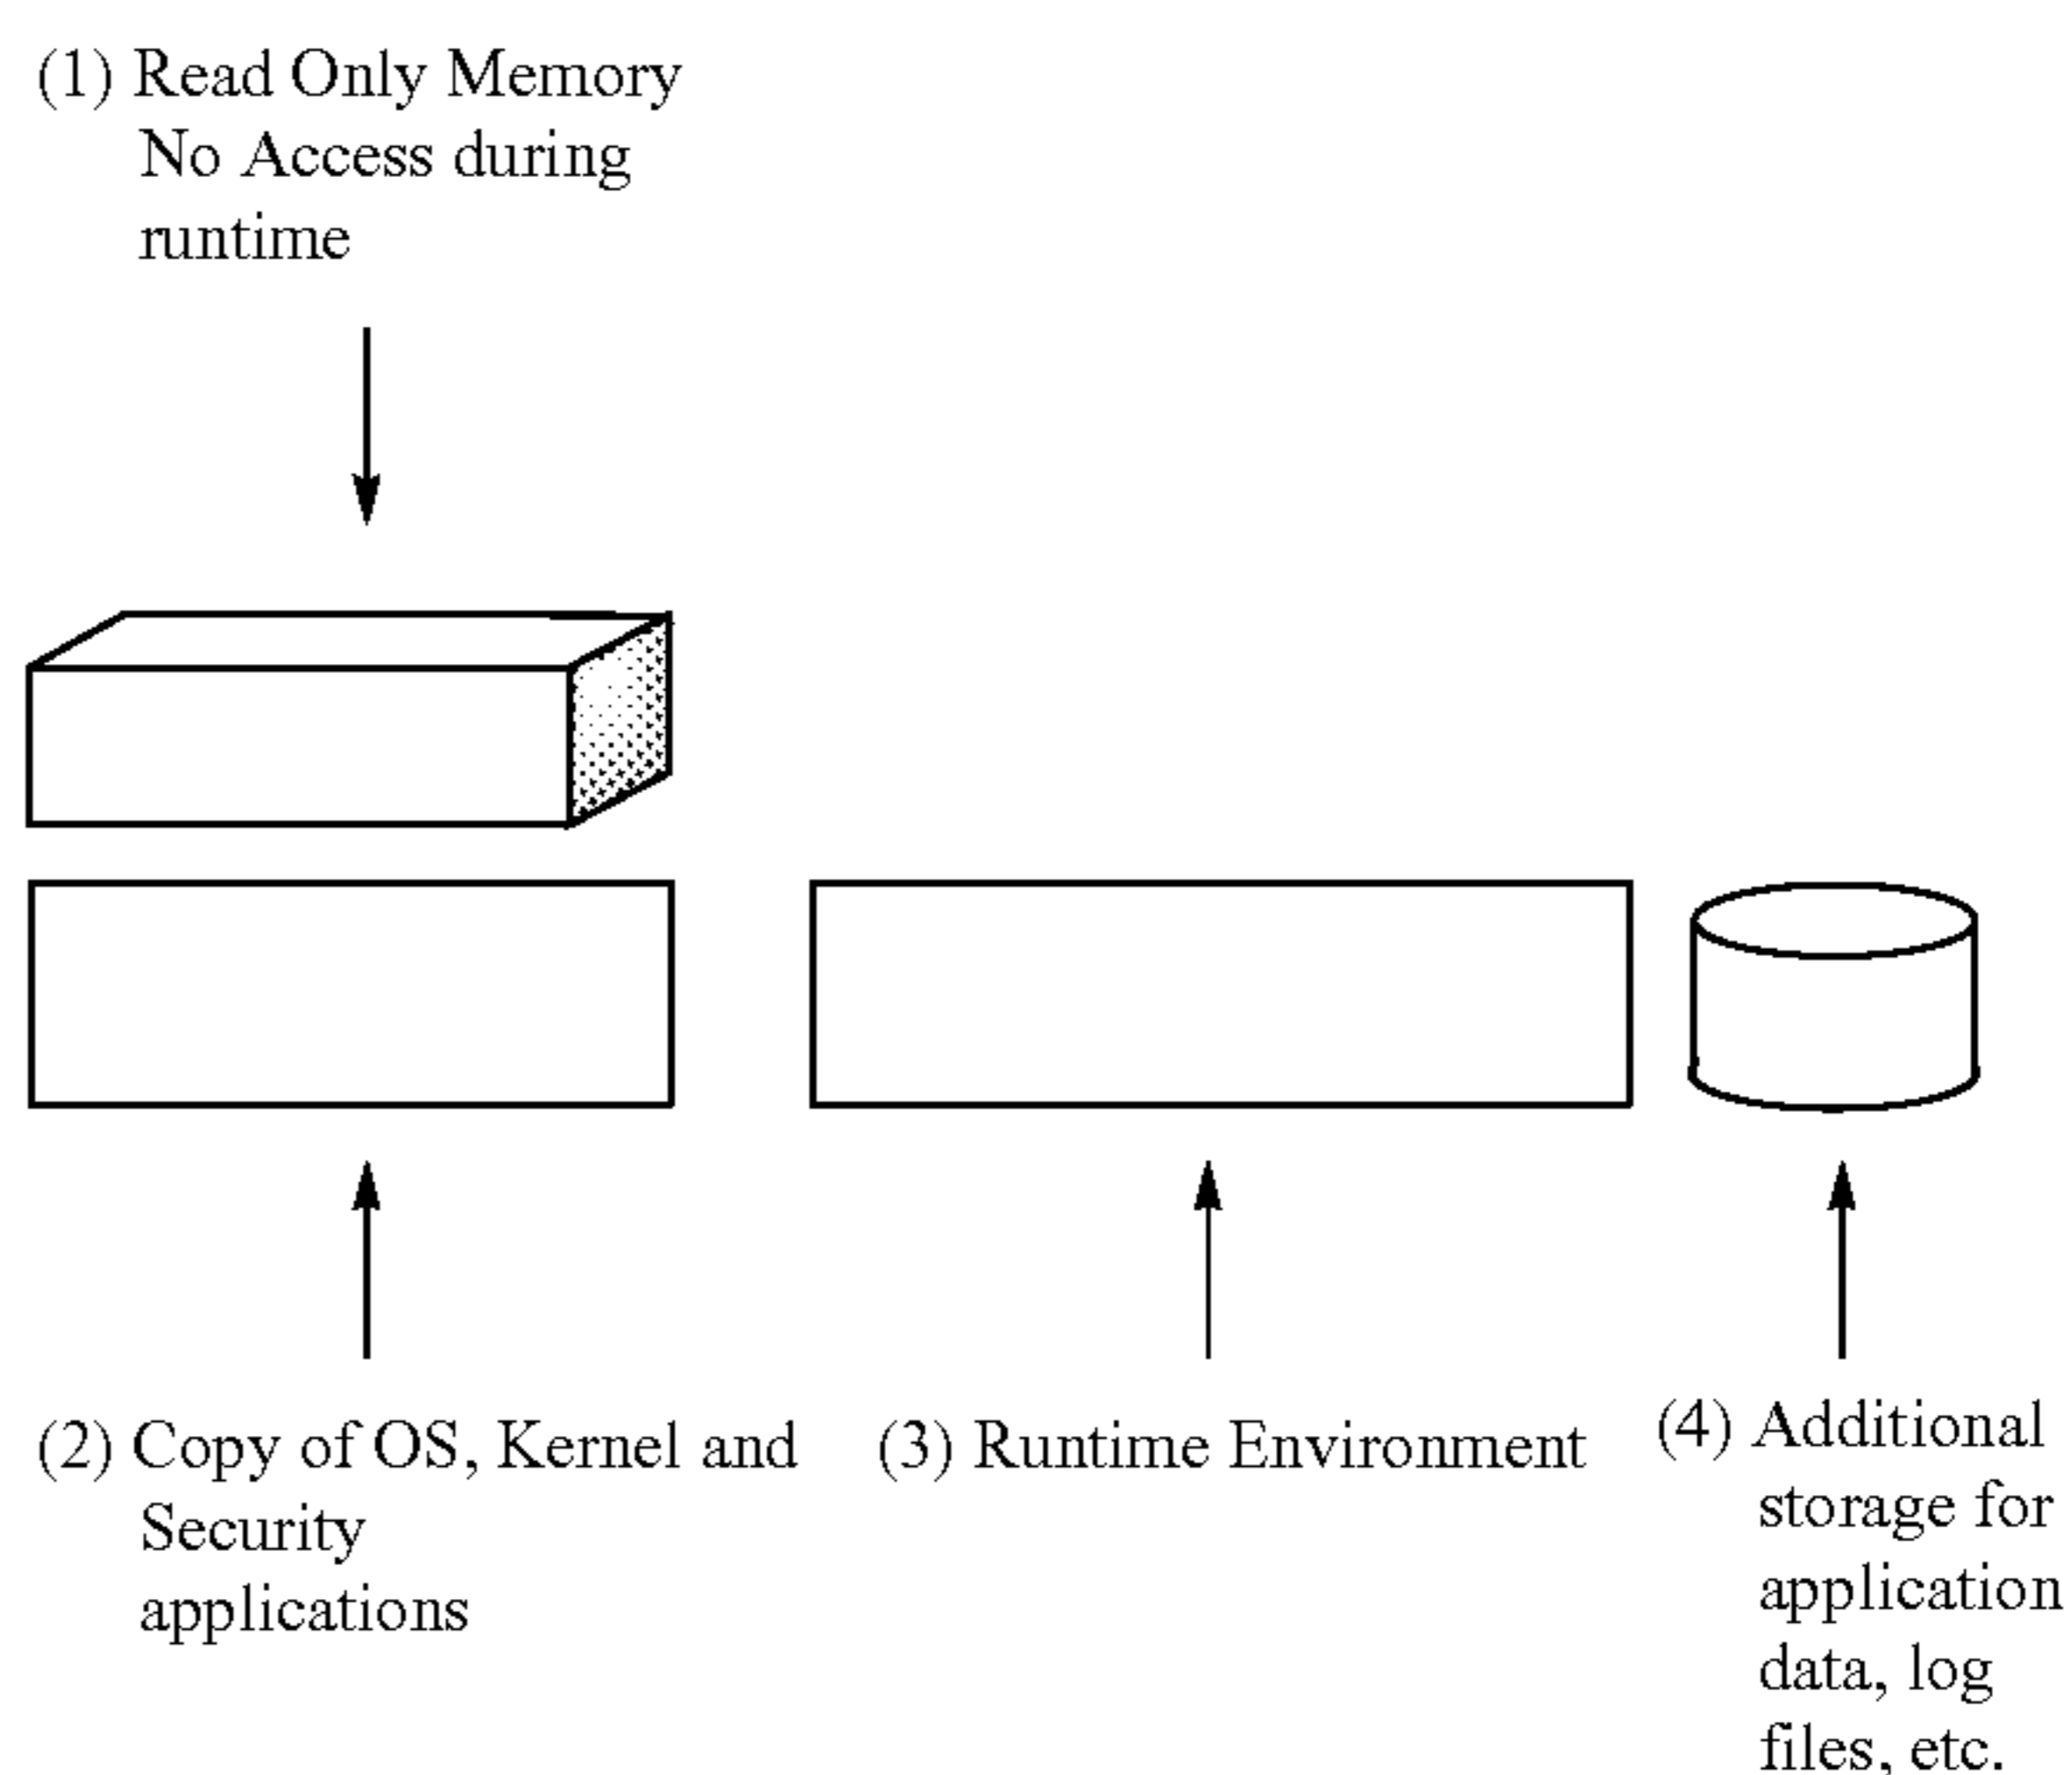 (1) Read Only Memory
No Access during
runtime
(2) Copy of OS, Kernel and
Security
applications
(3) Runtime Environment
(4) Additional
storage for
application
data, log
files, etc.